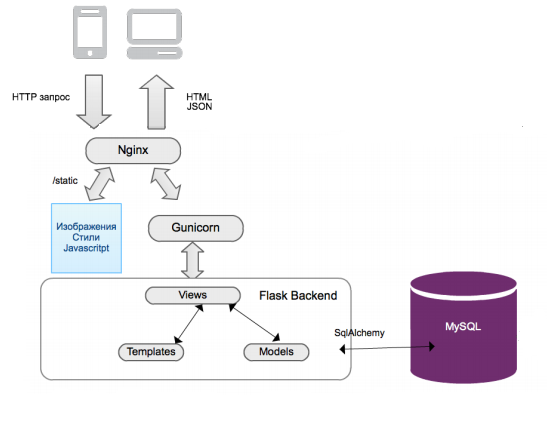 HTTP запрос
HTML
JSON
Nginx
/static
Изображения
Стили
Javascritpt
Gunicorn
Views
Flask Backend
Templates
Models
SqlAlchemy
MySQL